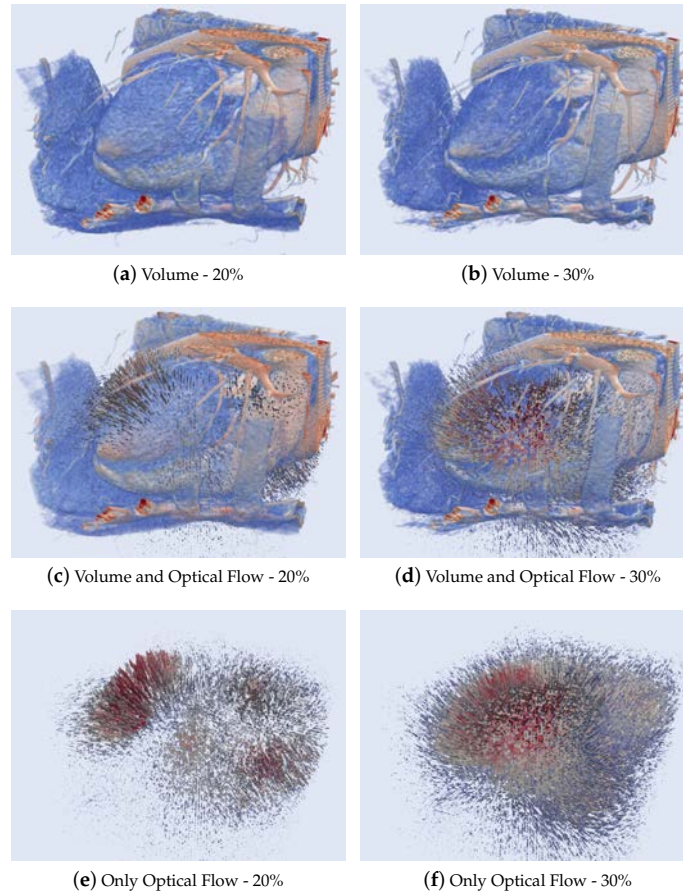 (a) Volume - 20%
(b) Volume - 30%
(c) Volume and Optical Flow - 20%
(d) Volume and Optical Flow - 30%
(e) Only Optical Flow - 20%
(f) Only Optical Flow - 30%